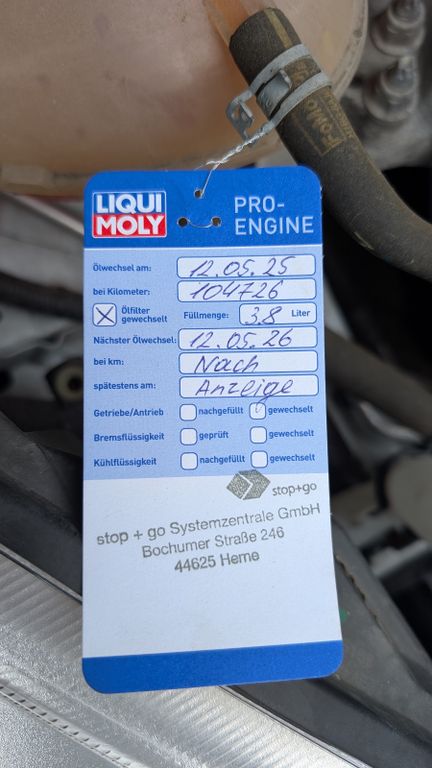 FoMoCo
LIQUI
MOLY
PRO-
ENGINE
Ölwechsel am: 12.05.25
bei Kilometer: 104726
Ölfilter
gewechselt
Füllmenge: 3.8 Liter
Nächster Ölwechsel: 12.05.26
bei km: Nach
spätestens am: Anzeige
Getriebe/Antrieb nachgefüllt gewechselt
Bremsflüssigkeit geprüft gewechselt
Kühlflüssigkeit nachgefüllt gewechselt
stop+go
stop + go Systemzentrale GmbH
Bochumer Straße 246
44625 Herne